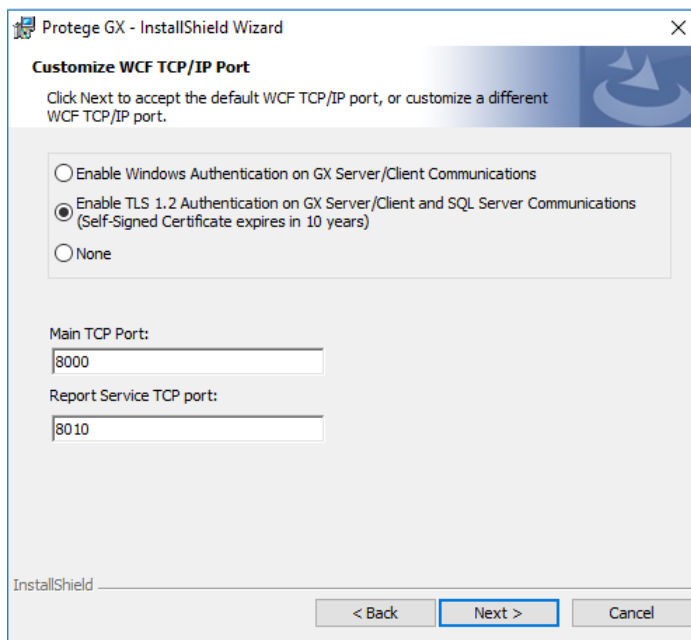 Protege GX - InstallShield Wizard
Customize WCF TCP/IP Port
Click Next to accept the default WCF TCP/IP port, or customize a different
WCF TCP/IP port.
Enable Windows Authentication on GX Server/Client Communications
Enable TLS 1.2 Authentication on GX Server/Client and SQL Server Communications
(Self-Signed Certificate expires in 10 years)
None
Main TCP Port:
8000
Report Service TCP port:
8010
InstallShield
< Back
Next >
Cancel